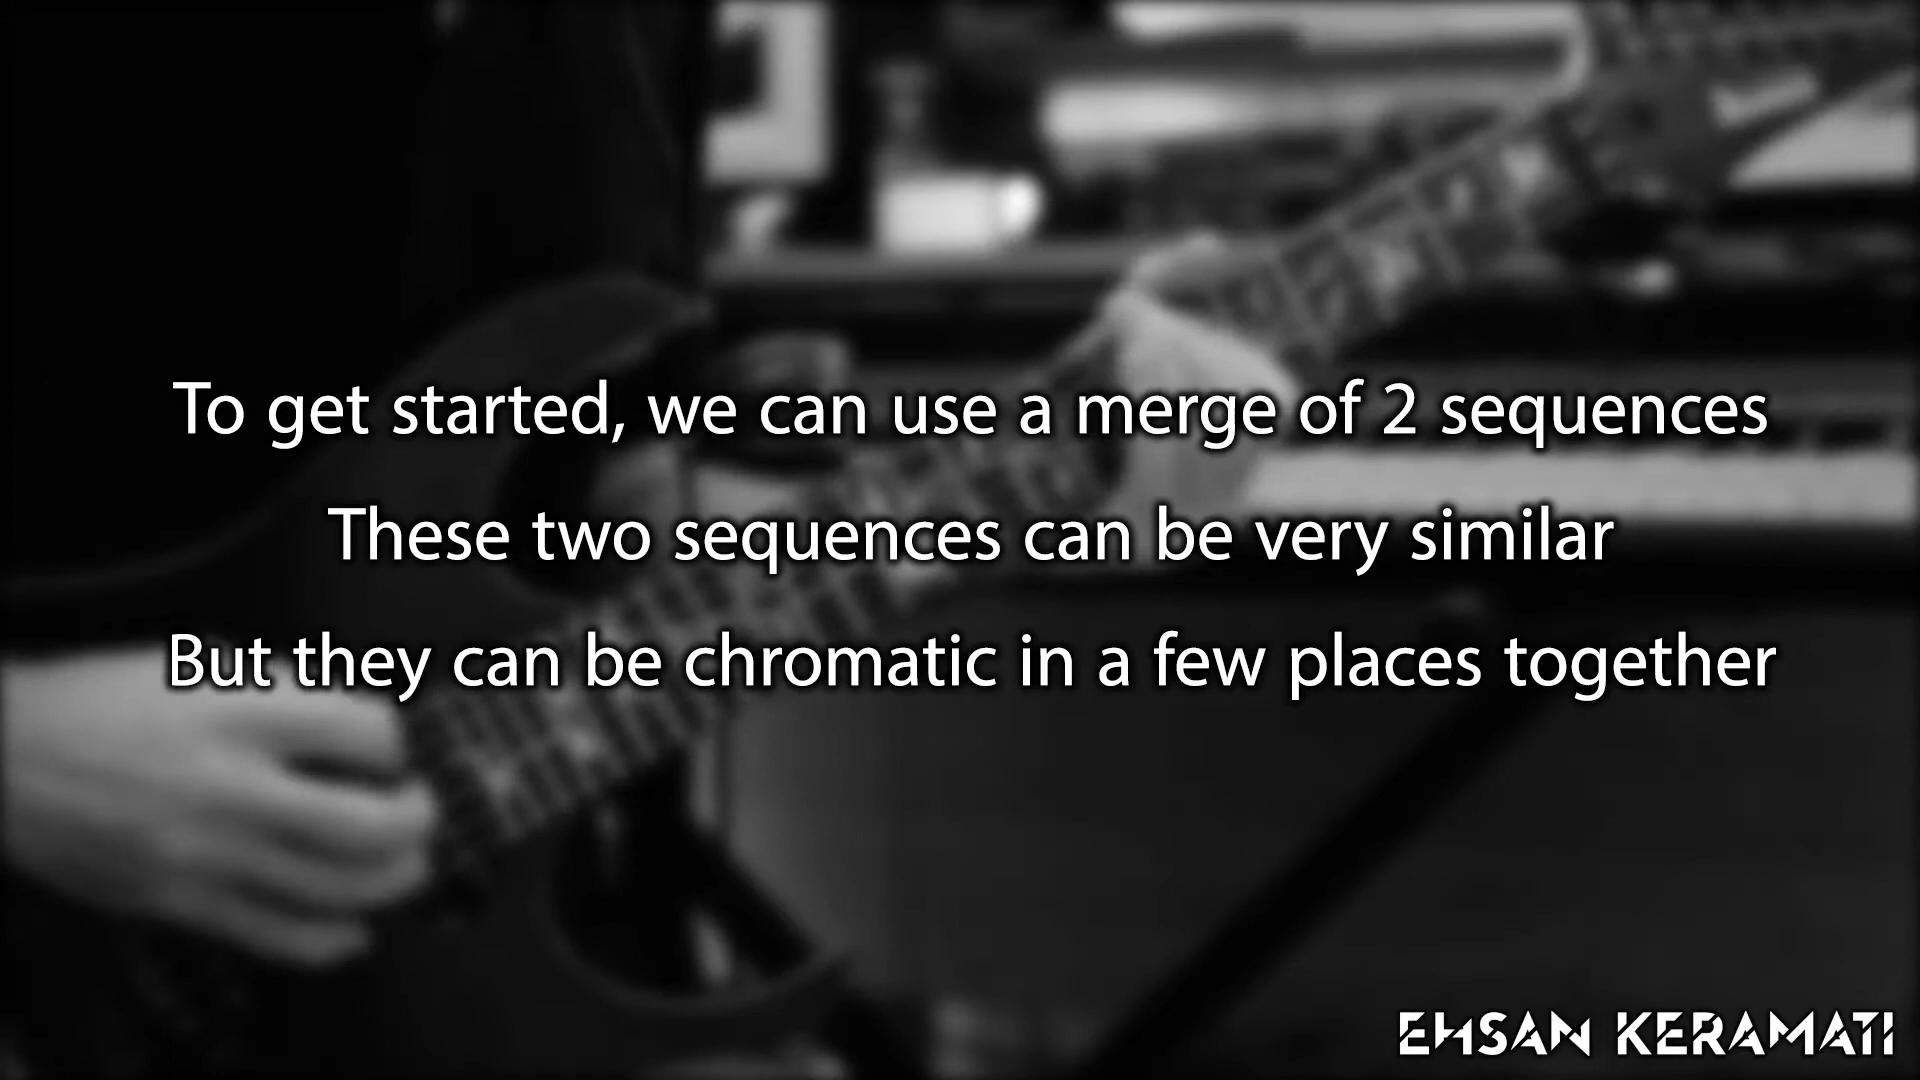 To get started, we can use a merge of 2 sequences
These two sequences can be very similar
But they can be chromatic in a few places together
EHSAN KERAMATI